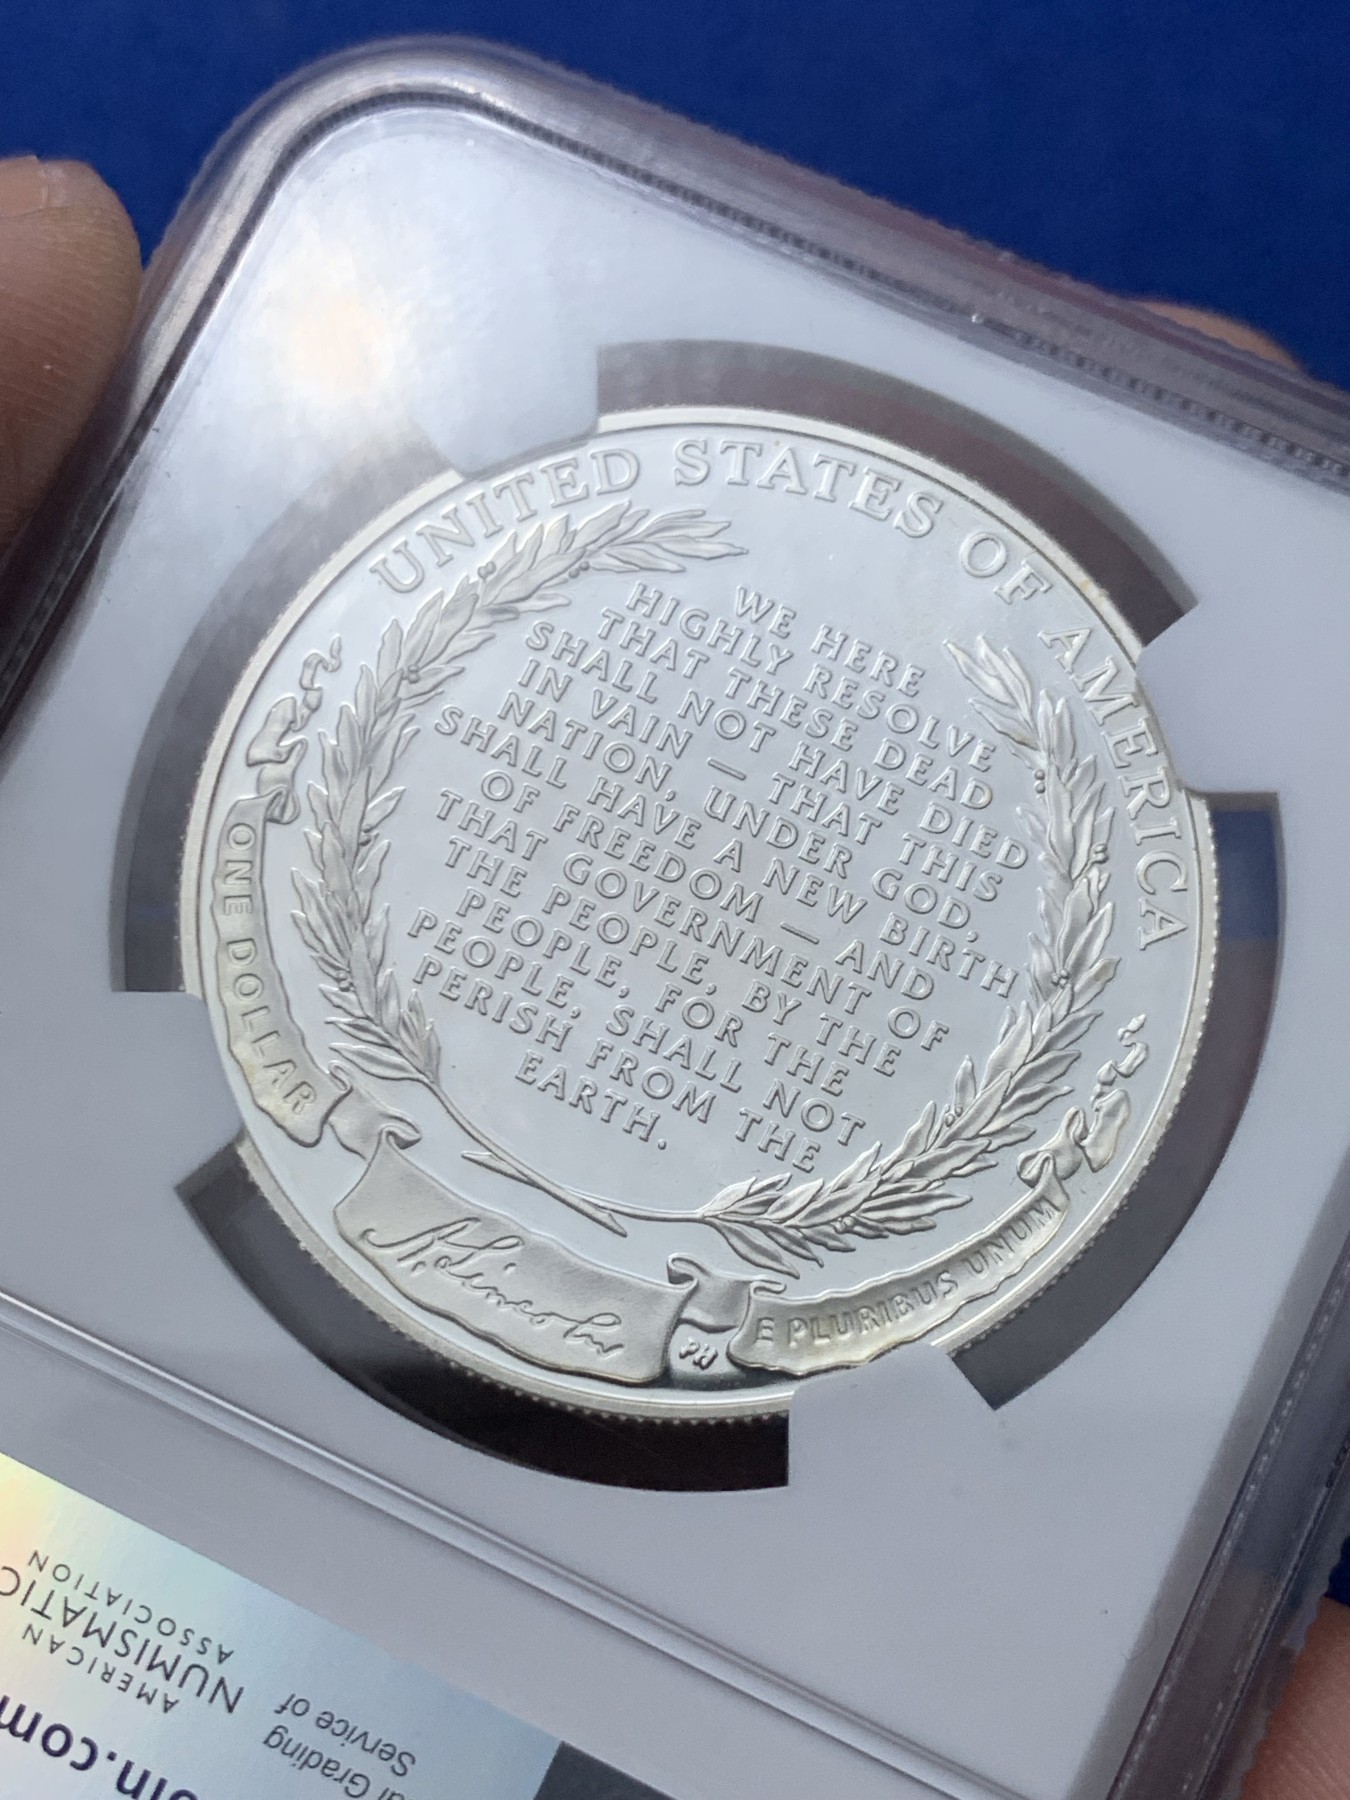 UNITED STATES OF AMERICA
WE HERE
HIGHLY RESOLVE
THAT THESE DEAD
SHALL NOT HAVE DIED
IN VAIN — THAT THIS
NATION, UNDER GOD,
SHALL HAVE A NEW BIRTH
OF FREEDOM — AND
THAT GOVERNMENT OF
THE PEOPLE, BY THE
PEOPLE, FOR THE
PEOPLE, SHALL NOT
PERISH FROM THE
EARTH.
ONE DOLLAR
A. Lincoln
PH
E PLURIBUS UNUM
Grading
Service of
AMERICAN
NUMISMATIC
ASSOCIATION